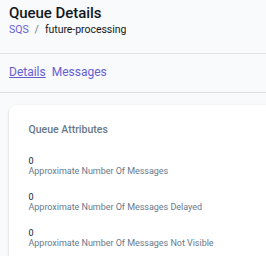 Queue Details
SQS / future-processing
Details Messages
Queue Attributes
0
Approximate Number Of Messages
0
Approximate Number Of Messages Delayed
0
Approximate Number Of Messages Not Visible